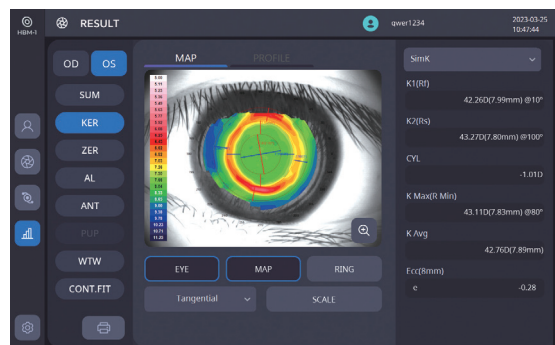 HBM-1
RESULT
qwer1234
2023-03-25
10:47:44
OD
OS
SUM
KER
ZER
AL
ANT
PUP
WTW
CONT.FIT
MAP
PROFILE
EYE
MAP
RING
Tangential
SCALE
SimK
K1(Rf)
42.26D(7.99mm) @10°
K2(Rs)
43.27D(7.80mm) @100°
CYL
-1.01D
K Max(R Min)
43.11D(7.83mm) @80°
K Avg
42.76D(7.89mm)
Ecc(8mm)
e
-0.28